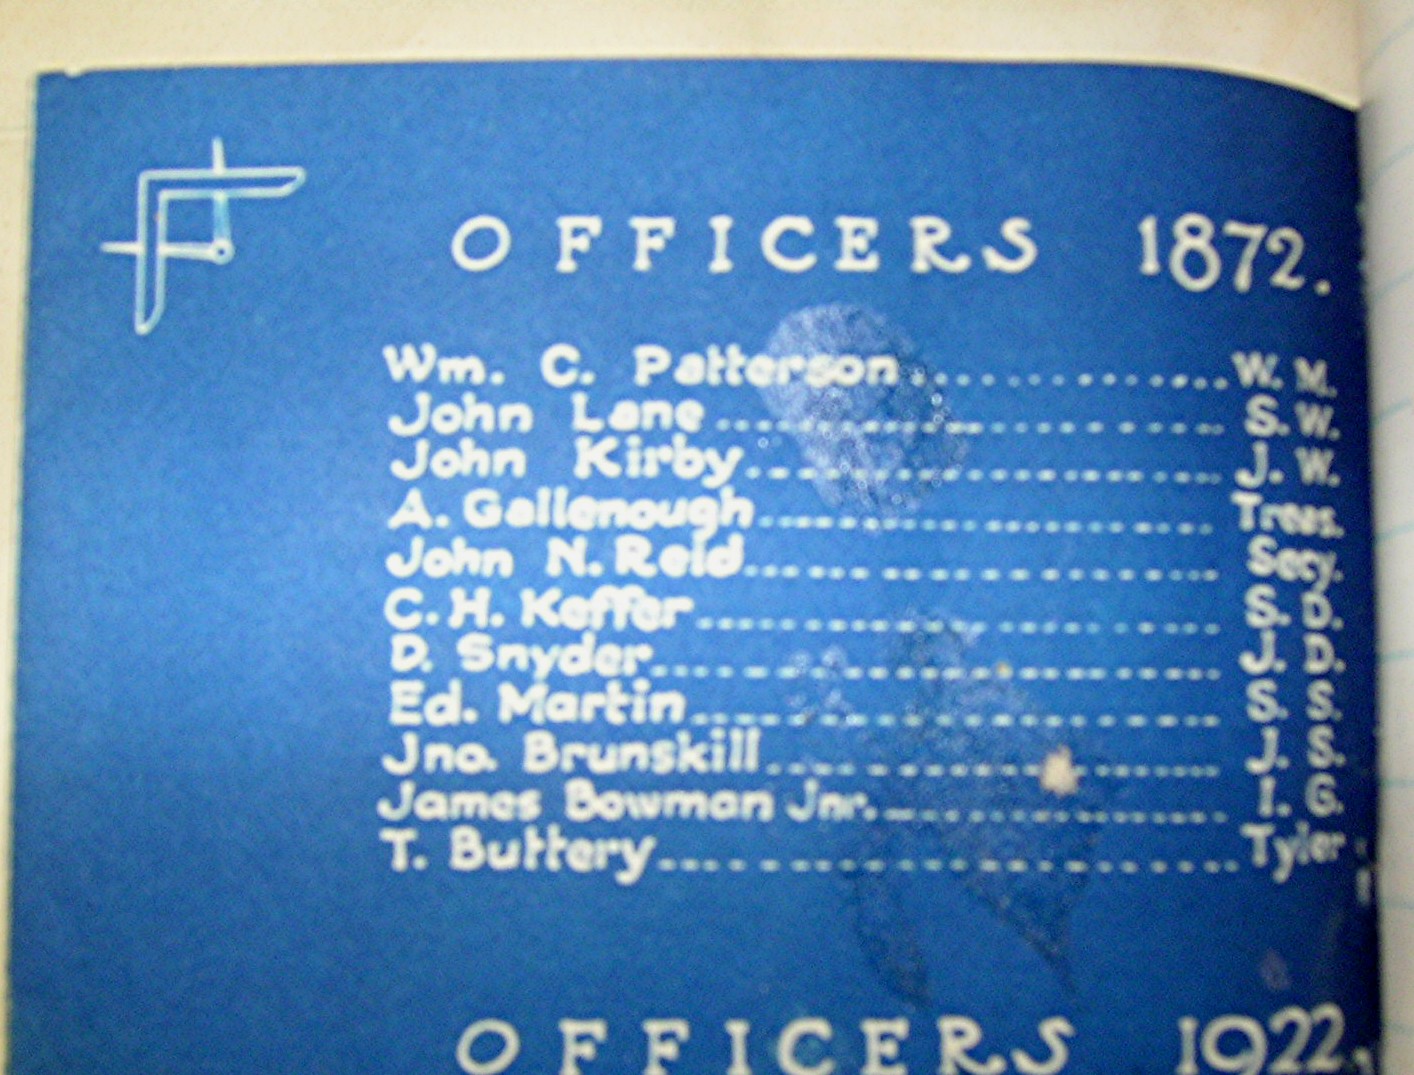 OFFICERS 1872.
Wm. C. Patterson............W. M.
John Lane............S. W.
John Kirby............J. W.
A. Gallenough............Treas.
John N. Reid............Secy.
C. H. Keffer............S. D.
D. Snyder............J. D.
Ed. Martin............S. S.
Jno. Brunskill............J. S.
James Bowman Jnr.............I. G.
T. Buttery............Tyler
OFFICERS 1922.